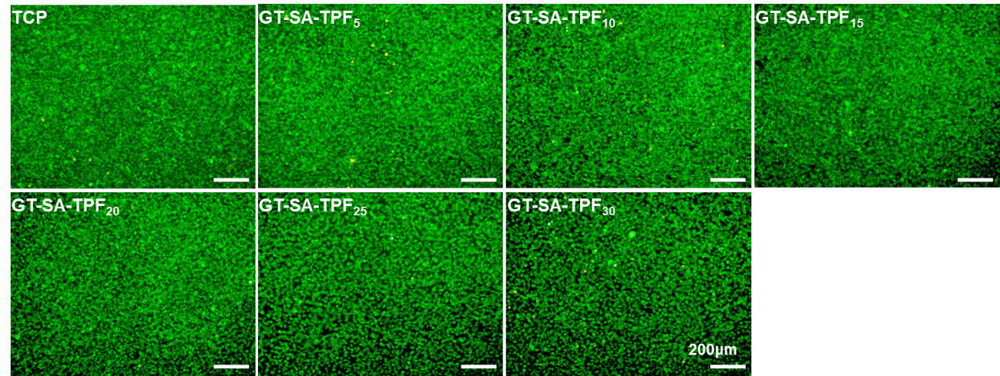 TCP
GT-SA-TPF₅
GT-SA-TPF₁₀
GT-SA-TPF₁₅
GT-SA-TPF₂₀
GT-SA-TPF₂₅
GT-SA-TPF₃₀
200μm